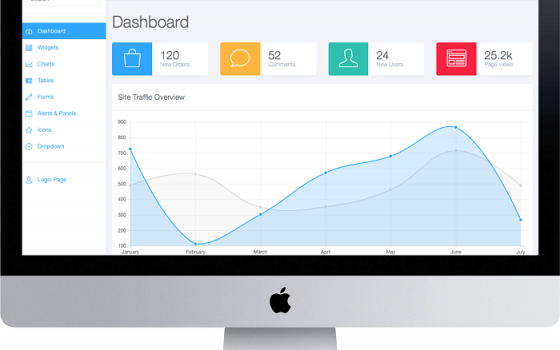 Dashboard
Dashboard
Widgets
Charts
Tables
Forms
Alerts & Panels
Icons
Dropdown
Login Page
120
New Orders
52
Comments
24
New Users
25.2k
Page Views
Site Traffic Overview
900
800
700
600
500
400
300
200
100
January
February
March
April
May
June
July